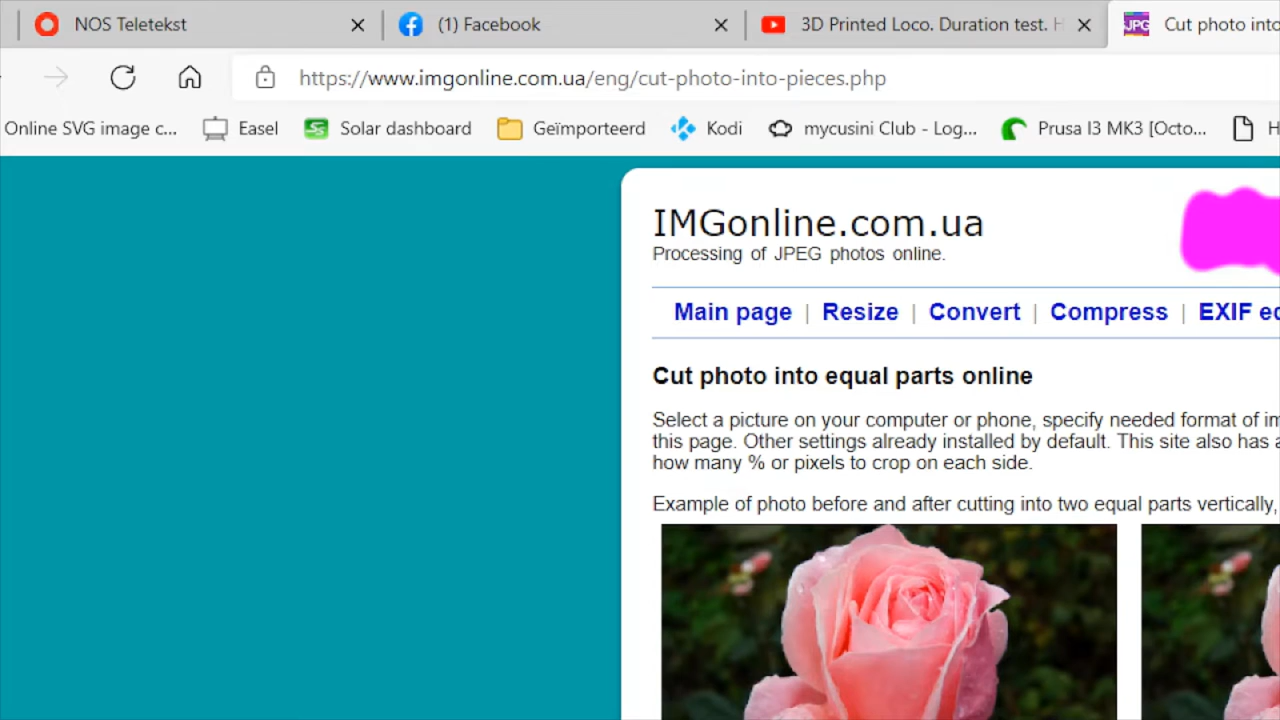 NOS Teletekst
(1) Facebook
3D Printed Loco. Duration test.
Cut photo into
https://www.imgonline.com.ua/eng/cut-photo-into-pieces.php
Online SVG image c...
Easel
Solar dashboard
Geïmporteerd
Kodi
mycusini Club - Log...
Prusa I3 MK3 [Octo...
JPG
IMGonline.com.ua
Processing of JPEG photos online.
Main page | Resize | Convert | Compress | EXIF
Cut photo into equal parts online
Select a picture on your computer or phone, specify needed format of
this page. Other settings already installed by default. This site also has
how many % or pixels to crop on each side.
Example of photo before and after cutting into two equal parts vertically,